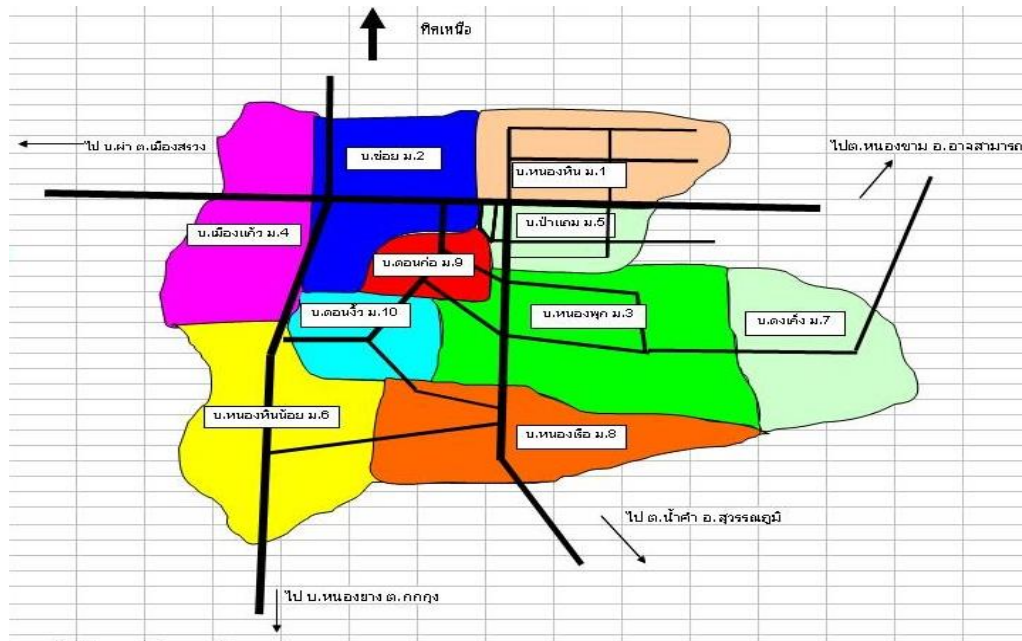 ทิศเหนือ
ไป บ.ผ่า ต.เมืองสรวง
บ.ข่อย ม.2
ไปต.หนองขาม อ.อาจสามารถ
บ.หนองหิน ม.1
บ.เมืองแก้ว ม.4
บ.ป่าแดม ม.5
บ.ดอนก่อ ม.9
บ.ดอนงิ้ว ม.10
บ.หนองพุก ม.3
บ.ดงเค็ง ม.7
บ.หนองหินน้อย ม.6
บ.หนองเรือ ม.8
ไป ต.น้ำคำ อ.สุวรรณภูมิ
ไป บ.หนองยาง ต.กกกุง